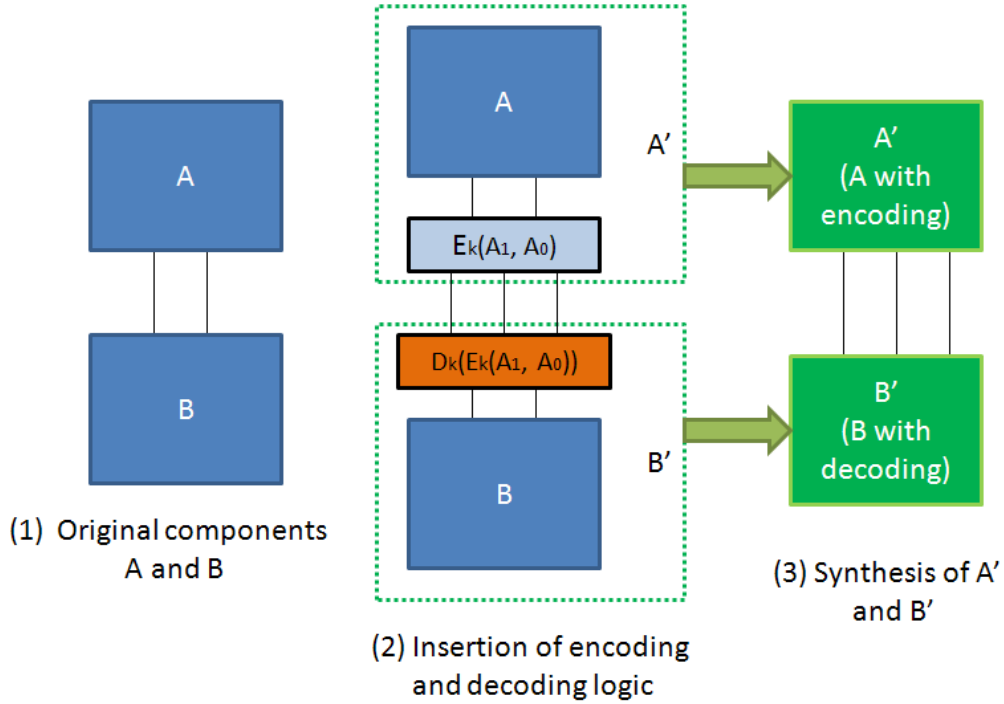 A
B
(1) Original components
A and B
A
A’
Ek(A1, A0)
Dk(Ek(A1, A0))
B’
B
(2) Insertion of encoding
and decoding logic
A’
(A with
encoding)
B’
(B with
decoding)
(3) Synthesis of A’
and B’